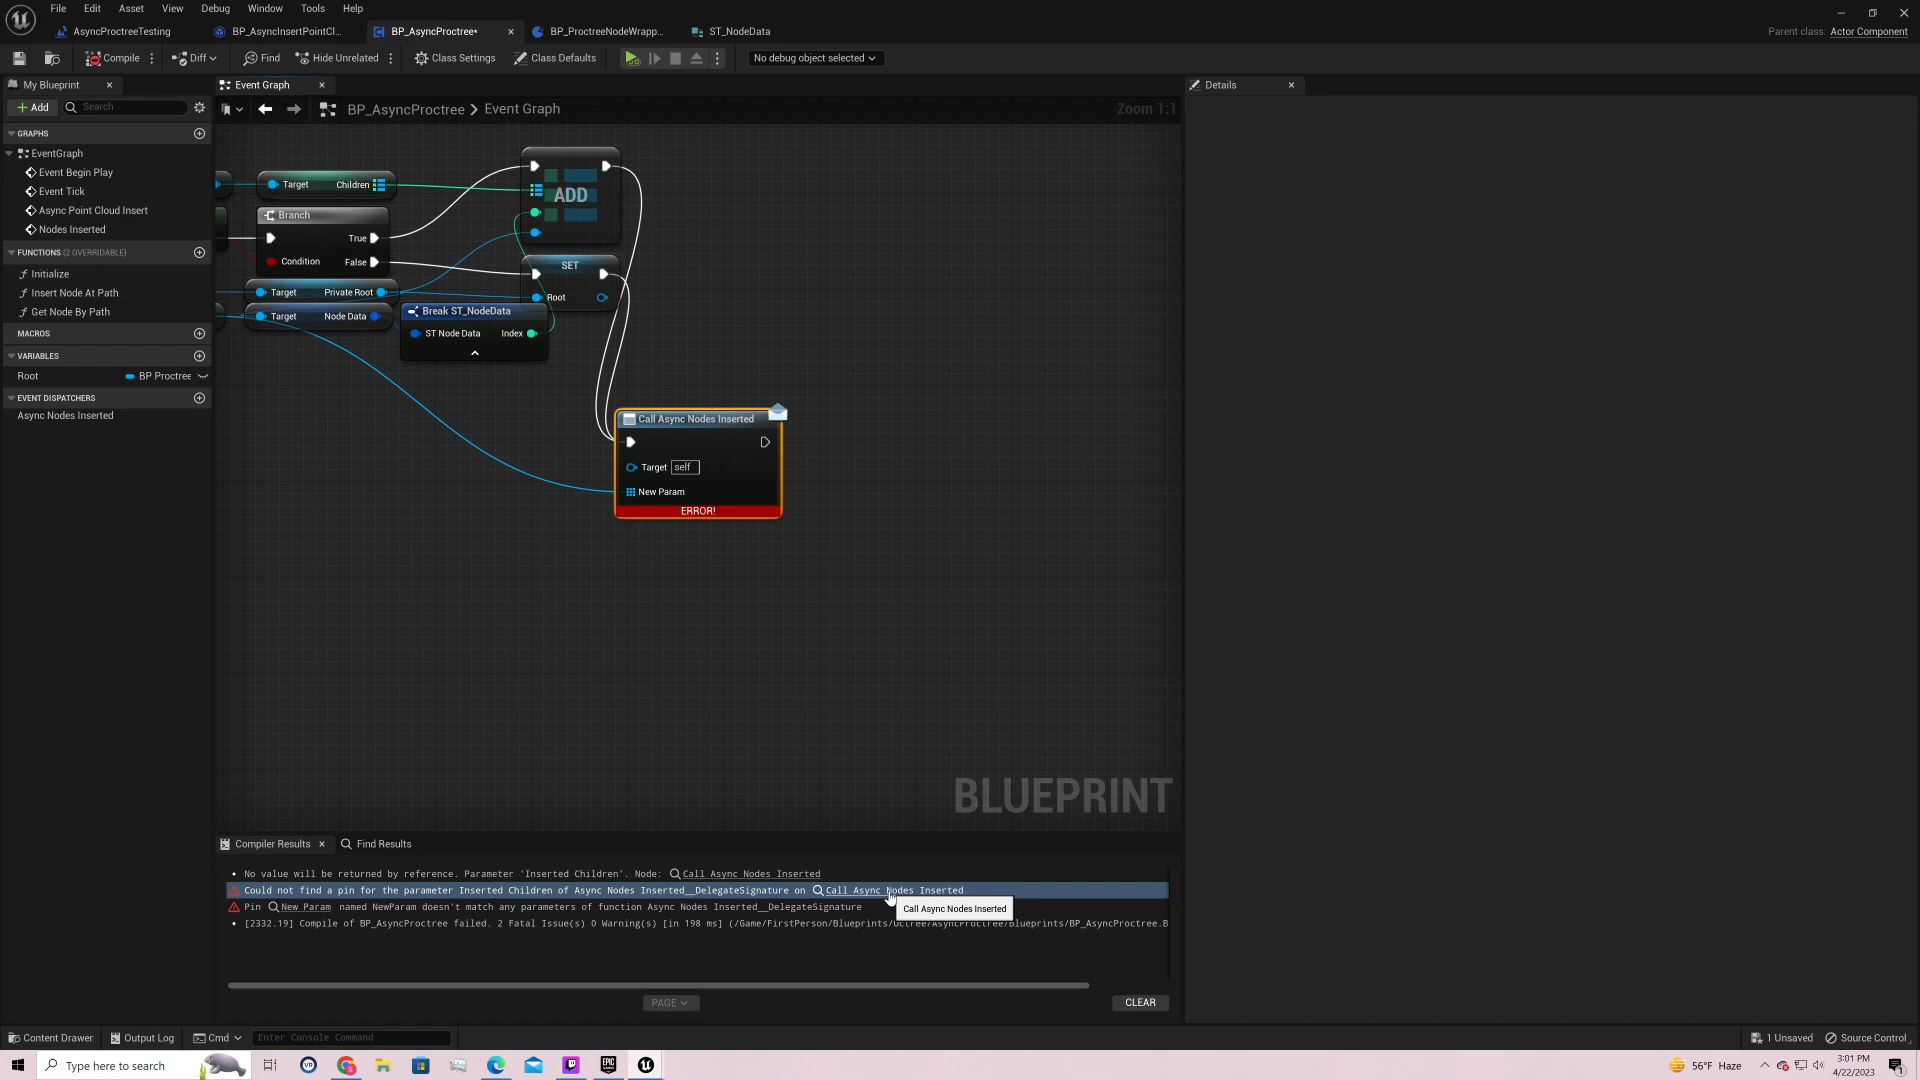 File Edit Asset View Debug Window Tools Help
AsyncProctreeTesting BP_AsyncInsertPointCl... BP_AsyncProctree* BP_ProctreeNodeWrapp... ST_NodeData
Parent class: Actor Component
Compile Diff Find Hide Unrelated Class Settings Class Defaults No debug object selected
My Blueprint Event Graph Details
Add Search
BP_AsyncProctree > Event Graph Zoom 1:1
GRAPHS
EventGraph
Event Begin Play
Event Tick
Async Point Cloud Insert
Nodes Inserted
FUNCTIONS (2 OVERRIDABLE)
Initialize
Insert Node At Path
Get Node By Path
MACROS
VARIABLES
Root BP Proctree
EVENT DISPATCHERS
Async Nodes Inserted
Target Children
ADD
Branch
True
Condition False
SET
Root
Target Private Root
Target Node Data
Break ST_NodeData
ST Node Data Index
Call Async Nodes Inserted
Target self
New Param
ERROR!
BLUEPRINT
Compiler Results Find Results
No value will be returned by reference. Parameter 'Inserted Children'. Node: Call Async Nodes Inserted
Could not find a pin for the parameter Inserted Children of Async Nodes Inserted__DelegateSignature on Call Async Nodes Inserted
Pin New Param named NewParam doesn't match any parameters of function Async Nodes Inserted__DelegateSignature
Call Async Nodes Inserted
[2332.19] Compile of BP_AsyncProctree failed. 2 Fatal Issue(s) 0 Warning(s) [in 198 ms] (/Game/FirstPerson/Blueprints/Octree/AsyncProctree/Blueprints/BP_AsyncProctree.B
PAGE CLEAR
Content Drawer Output Log Cmd Enter Console Command 1 Unsaved Source Control
Type here to search
56°F Haze
3:01 PM
4/22/2023